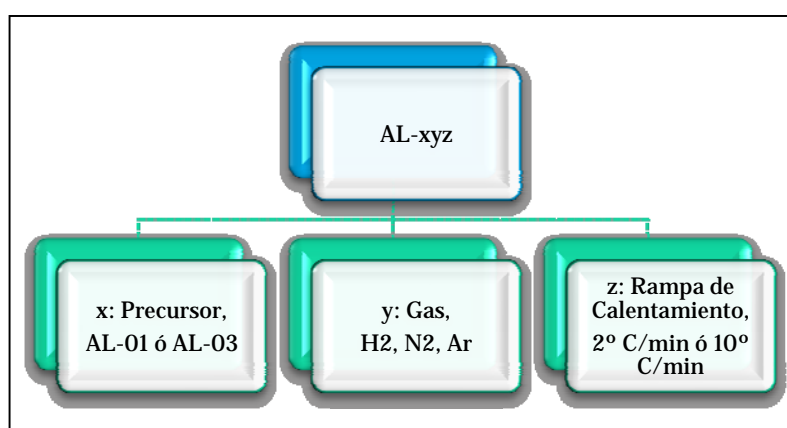 AL-xyz
x: Precursor,
AL-01 ó AL-03
y: Gas,
H2, N2, Ar
z: Rampa de
Calentamiento,
2º C/min ó 10º
C/min